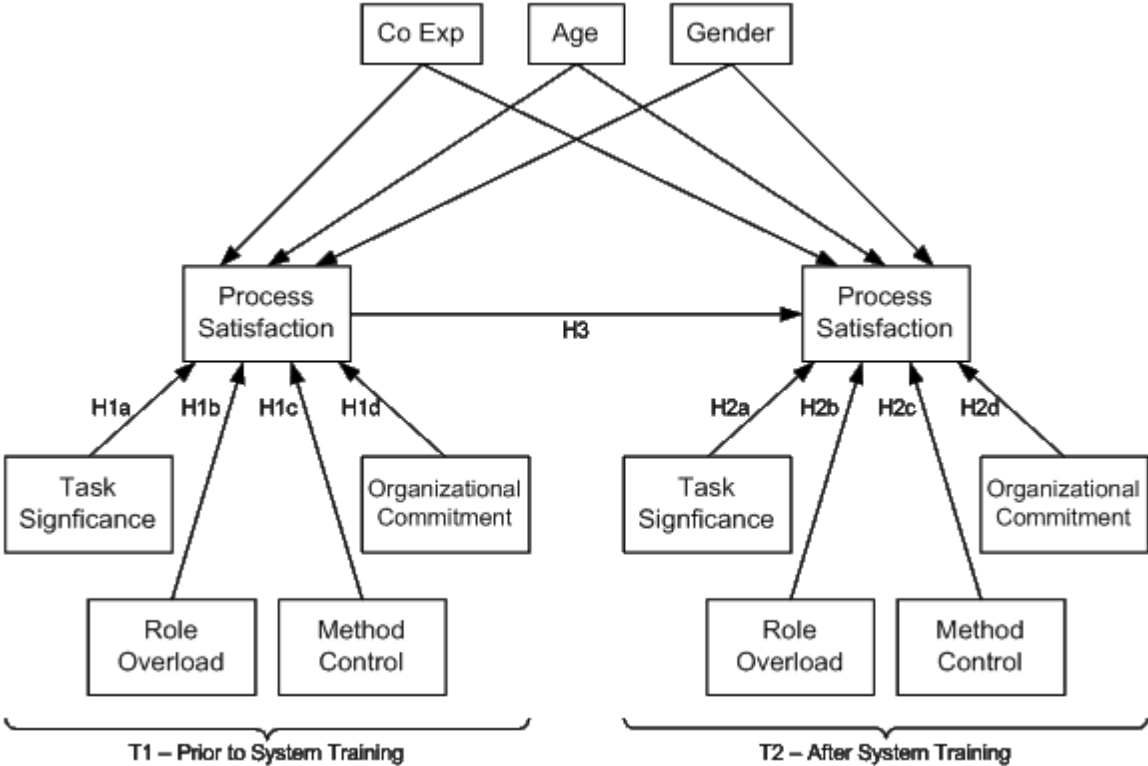 Co Exp
Age
Gender
Process
Satisfaction
Process
Satisfaction
H3
H1a
H1b
H1c
H1d
H2a
H2b
H2c
H2d
Task
Signficance
Organizational
Commitment
Task
Signficance
Organizational
Commitment
Role
Overload
Method
Control
Role
Overload
Method
Control
T1 – Prior to System Training
T2 – After System Training